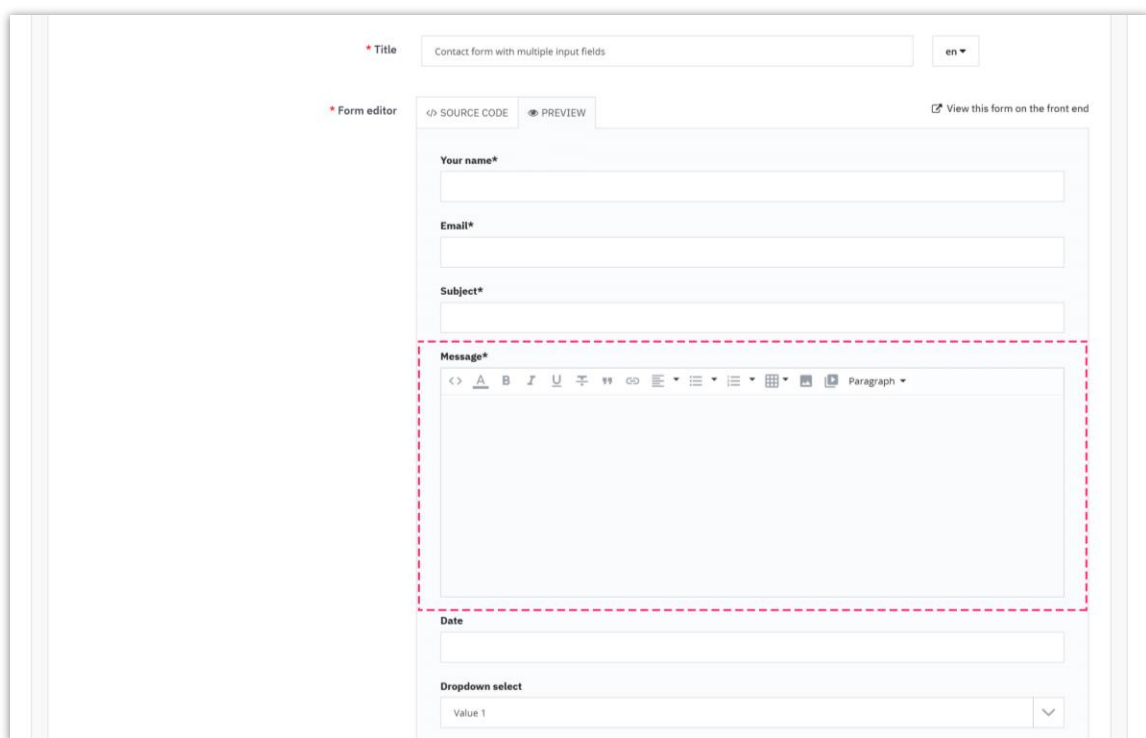 * Title
Contact form with multiple input fields
en
* Form editor
</> SOURCE CODE
PREVIEW
View this form on the front end
Your name*
Email*
Subject*
Message*
<> A B I U T ❞ Paragraph
Date
Dropdown select
Value 1